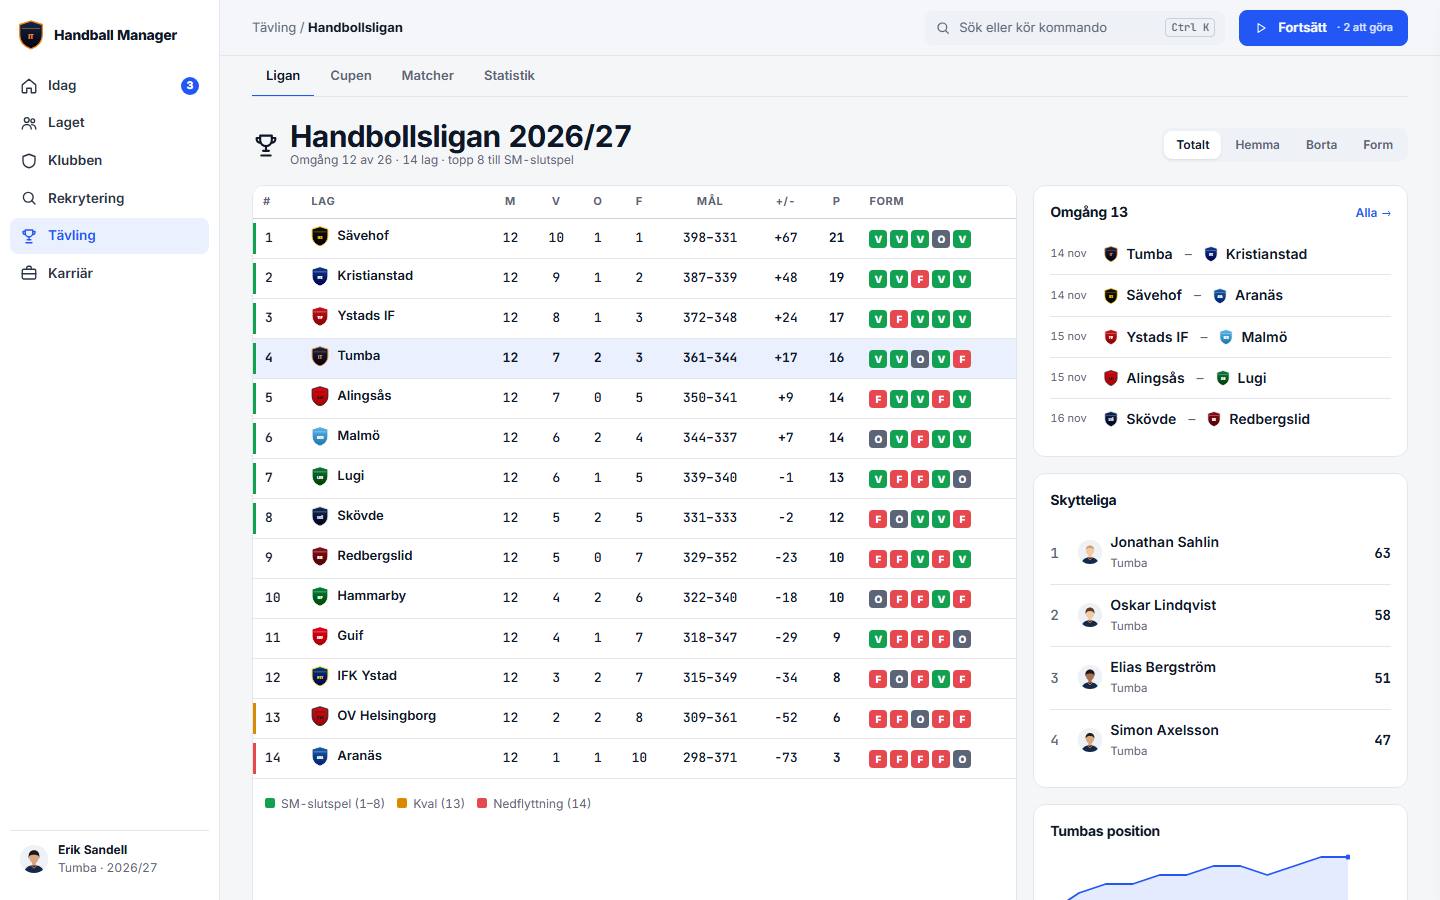 Handball Manager
Idag 3
Laget
Klubben
Rekrytering
Tävling
Karriär
Erik Sandell
Tumba · 2026/27
Tävling / Handbollsligan
Sök eller kör kommando Ctrl K
Fortsätt · 2 att göra
Ligan Cupen Matcher Statistik
Handbollsligan 2026/27
Omgång 12 av 26 · 14 lag · topp 8 till SM-slutspel
Totalt Hemma Borta Form
# LAG M V O F MÅL +/- P FORM
1 Sävehof 12 10 1 1 398–331 +67 21 V V V O V
2 Kristianstad 12 9 1 2 387–339 +48 19 V V F V V
3 Ystads IF 12 8 1 3 372–348 +24 17 V F V V V
4 Tumba 12 7 2 3 361–344 +17 16 V V O V F
5 Alingsås 12 7 0 5 350–341 +9 14 F V V F V
6 Malmö 12 6 2 4 344–337 +7 14 O V F V V
7 Lugi 12 6 1 5 339–340 -1 13 V F F V O
8 Skövde 12 5 2 5 331–333 -2 12 F O V V F
9 Redbergslid 12 5 0 7 329–352 -23 10 F F V F V
10 Hammarby 12 4 2 6 322–340 -18 10 O F F V F
11 Guif 12 4 1 7 318–347 -29 9 V F F F O
12 IFK Ystad 12 3 2 7 315–349 -34 8 F O F V F
13 OV Helsingborg 12 2 2 8 309–361 -52 6 F F O F F
14 Aranäs 12 1 1 10 298–371 -73 3 F F F F O
SM-slutspel (1–8) Kval (13) Nedflyttning (14)
Omgång 13 Alla →
14 nov Tumba – Kristianstad
14 nov Sävehof – Aranäs
15 nov Ystads IF – Malmö
15 nov Alingsås – Lugi
16 nov Skövde – Redbergslid
Skytteliga
1 Jonathan Sahlin 63
Tumba
2 Oskar Lindqvist 58
Tumba
3 Elias Bergström 51
Tumba
4 Simon Axelsson 47
Tumba
Tumbas position